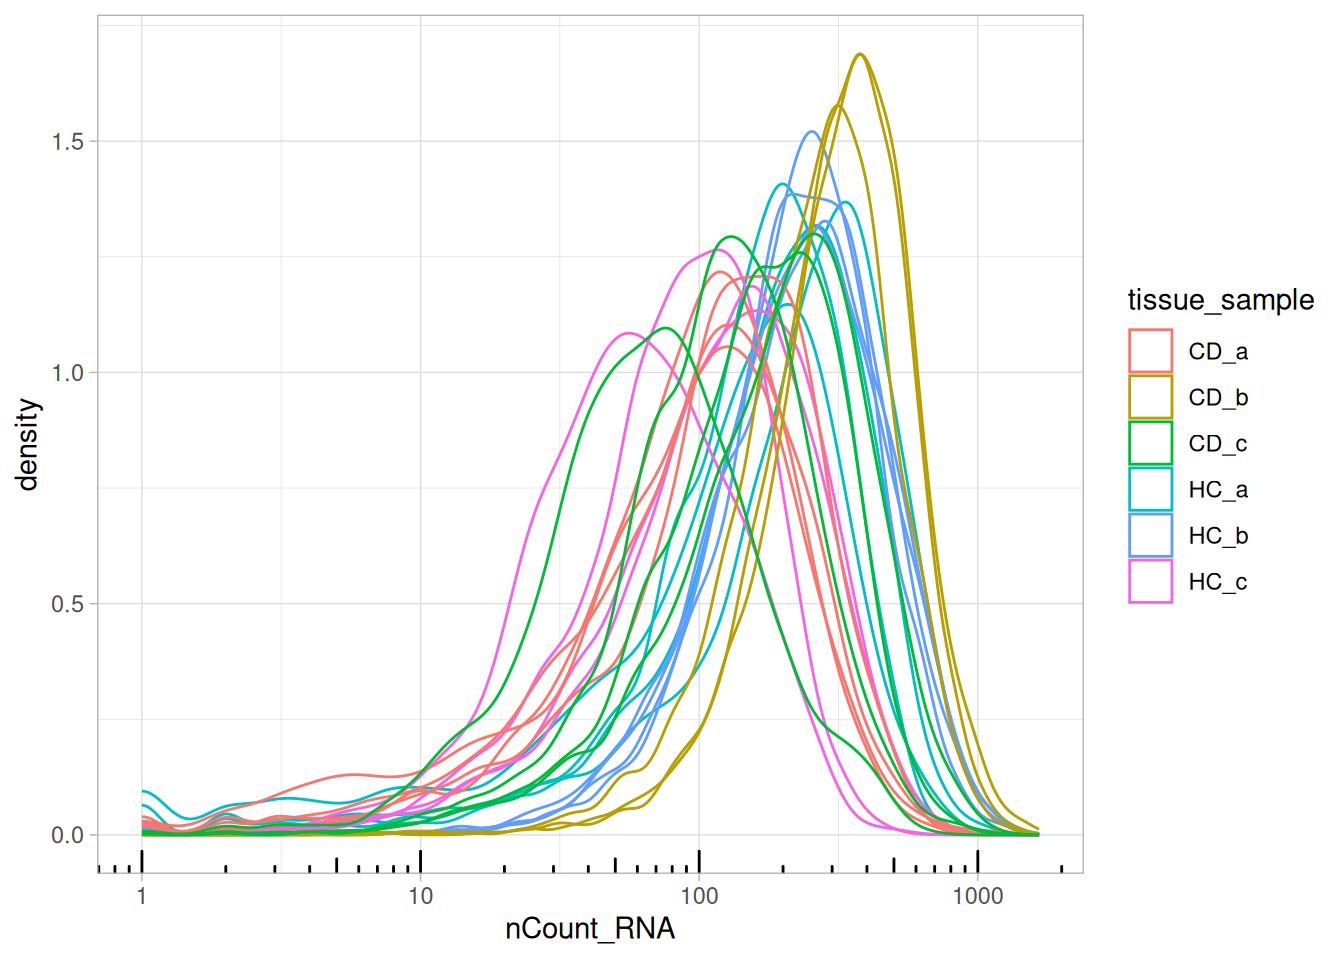 1.5
1.0
0.5
0.0
density
1
10
100
1000
nCount_RNA
tissue_sample
CD_a
CD_b
CD_c
HC_a
HC_b
HC_c